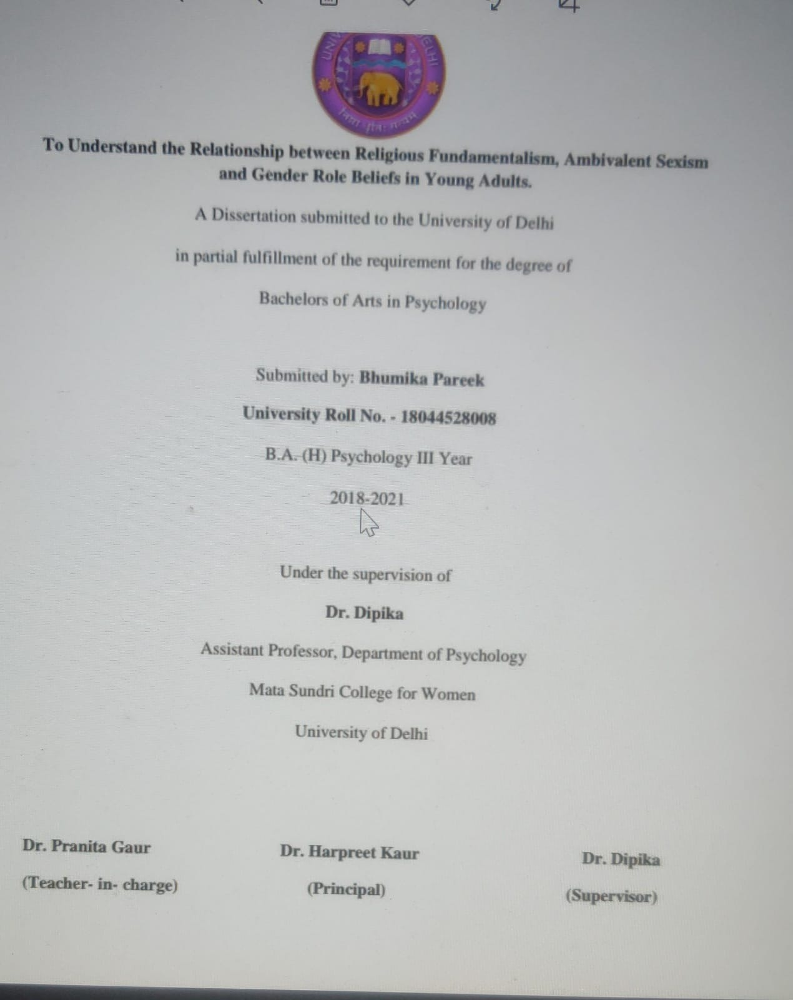 UNIV
ELHI
To Understand the Relationship between Religious Fundamentalism, Ambivalent Sexism
and Gender Role Beliefs in Young Adults.
A Dissertation submitted to the University of Delhi
in partial fulfillment of the requirement for the degree of
Bachelors of Arts in Psychology
Submitted by: Bhumika Pareek
University Roll No. - 18044528008
B.A. (H) Psychology III Year
2018-2021
Under the supervision of
Dr. Dipika
Assistant Professor, Department of Psychology
Mata Sundri College for Women
University of Delhi
Dr. Pranita Gaur
Dr. Harpreet Kaur
Dr. Dipika
(Teacher- in- charge)
(Principal)
(Supervisor)